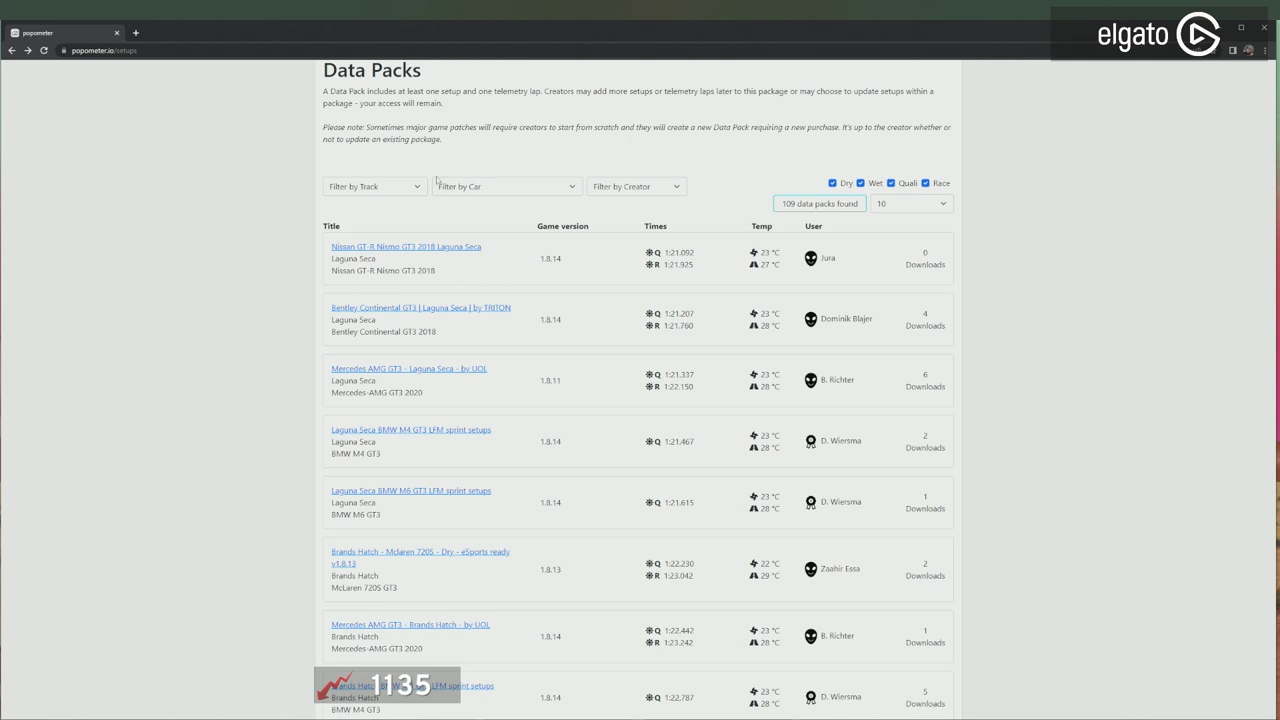 popometer
elgato
popometer.io/setups
Data Packs
A Data Pack includes at least one setup and one telemetry lap. Creators may add more setups or telemetry laps later to this package or may choose to update setups within a
package - your access will remain.
Please note: Sometimes major game patches will require creators to start from scratch and they will create a new Data Pack requiring a new purchase. It's up to the creator whether or
not to update an existing package.
Filter by Track
Filter by Car
Filter by Creator
Dry Wet Quali Race
109 data packs found
10
Title Game version Times Temp User
Nissan GT-R Nismo GT3 2018 Laguna Seca
Laguna Seca
Nissan GT-R Nismo GT3 2018
1.8.14
Q 1:21.092
R 1:21.925
23 °C
27 °C
Jura
0
Downloads
Bentley Continental GT3 | Laguna Seca | by TRITON
Laguna Seca
Bentley Continental GT3 2018
1.8.14
Q 1:21.207
R 1:21.760
23 °C
28 °C
Dominik Blajer
4
Downloads
Mercedes AMG GT3 - Laguna Seca - by UOL
Laguna Seca
Mercedes-AMG GT3 2020
1.8.11
Q 1:21.337
R 1:22.150
23 °C
28 °C
B. Richter
6
Downloads
Laguna Seca BMW M4 GT3 LFM sprint setups
Laguna Seca
BMW M4 GT3
1.8.14
Q 1:21.467
23 °C
28 °C
D. Wiersma
2
Downloads
Laguna Seca BMW M6 GT3 LFM sprint setups
Laguna Seca
BMW M6 GT3
1.8.14
Q 1:21.615
23 °C
28 °C
D. Wiersma
1
Downloads
Brands Hatch - Mclaren 720S - Dry - eSports ready
v1.8.13
Brands Hatch
McLaren 720S GT3
1.8.13
Q 1:22.230
R 1:23.042
22 °C
29 °C
Zaahir Essa
2
Downloads
Mercedes AMG GT3 - Brands Hatch - by UOL
Brands Hatch
Mercedes-AMG GT3 2020
1.8.14
Q 1:22.442
R 1:23.242
23 °C
28 °C
B. Richter
1
Downloads
Brands Hatch sprint setups
Brands Hatch
BMW M4 GT3
1.8.14
Q 1:22.787
23 °C
28 °C
D. Wiersma
5
Downloads
1135